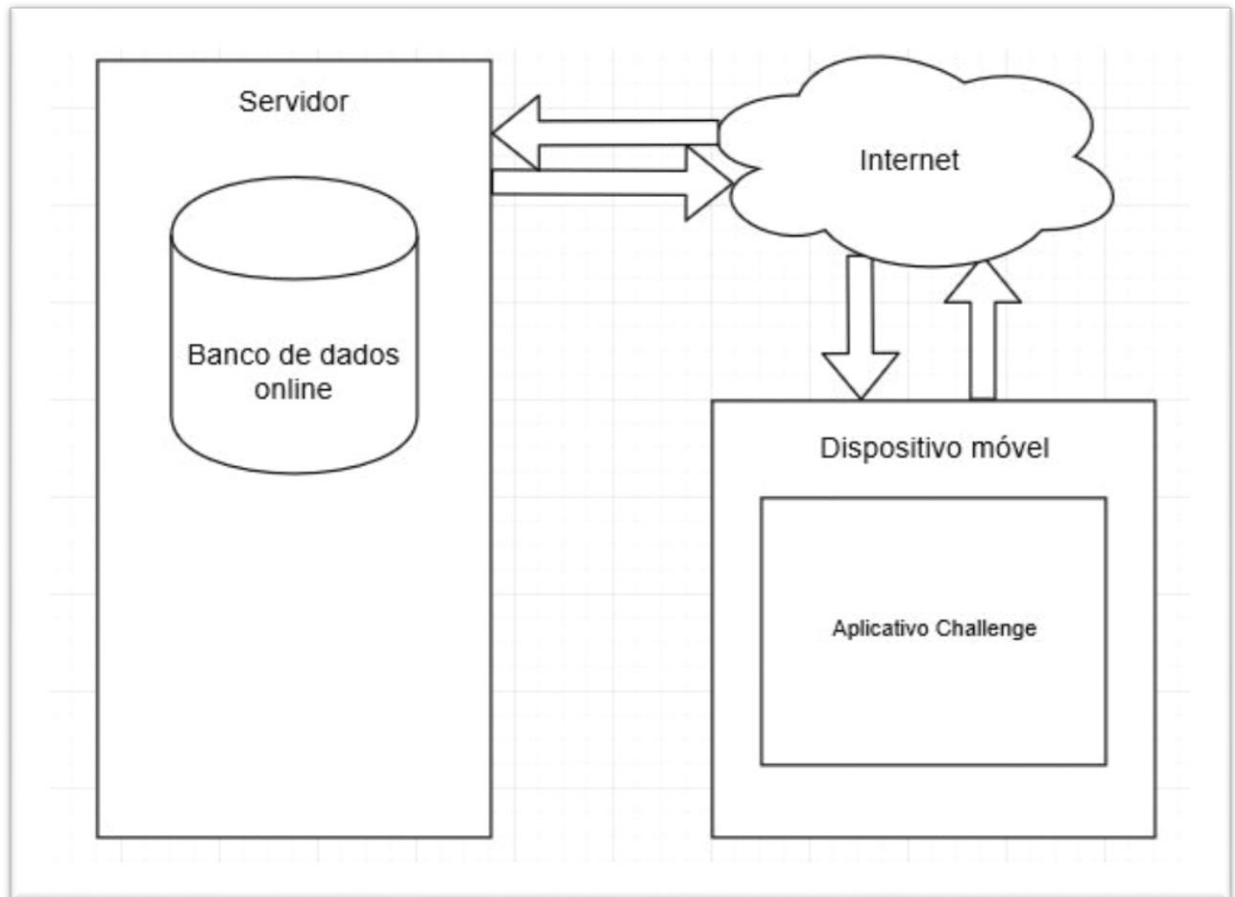 Servidor
Internet
Banco de dados
online
Dispositivo móvel
Aplicativo Challenge